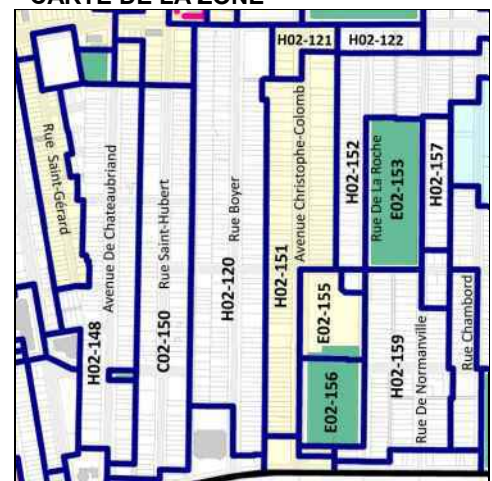 CARTE DE LA ZONE
H02-121
H02-122
Rue Saint-Gérard
Avenue De Chateaubriand
H02-148
Rue Saint-Hubert
C02-150
Rue Boyer
H02-120
Avenue Christophe-Colomb
H02-151
H02-152
Rue De La Roche
E02-153
H02-157
E02-155
E02-156
H02-159
Rue De Normanville
Rue Chambord